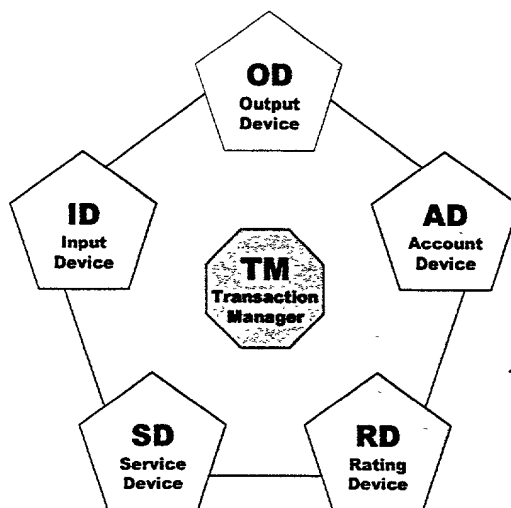 OD
Output
Device
ID
Input
Device
AD
Account
Device
TM
Transaction
Manager
SD
Service
Device
RD
Rating
Device